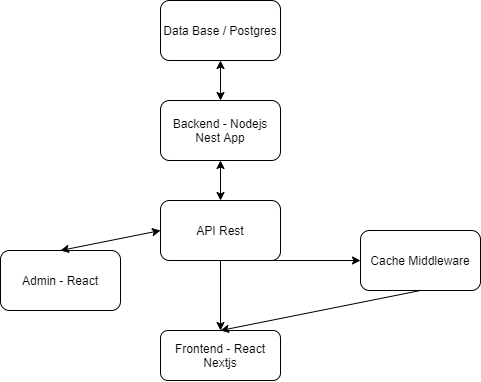 Data Base / Postgres
Backend - Nodejs
Nest App
API Rest
Cache Middleware
Admin - React
Frontend - React
Nextjs